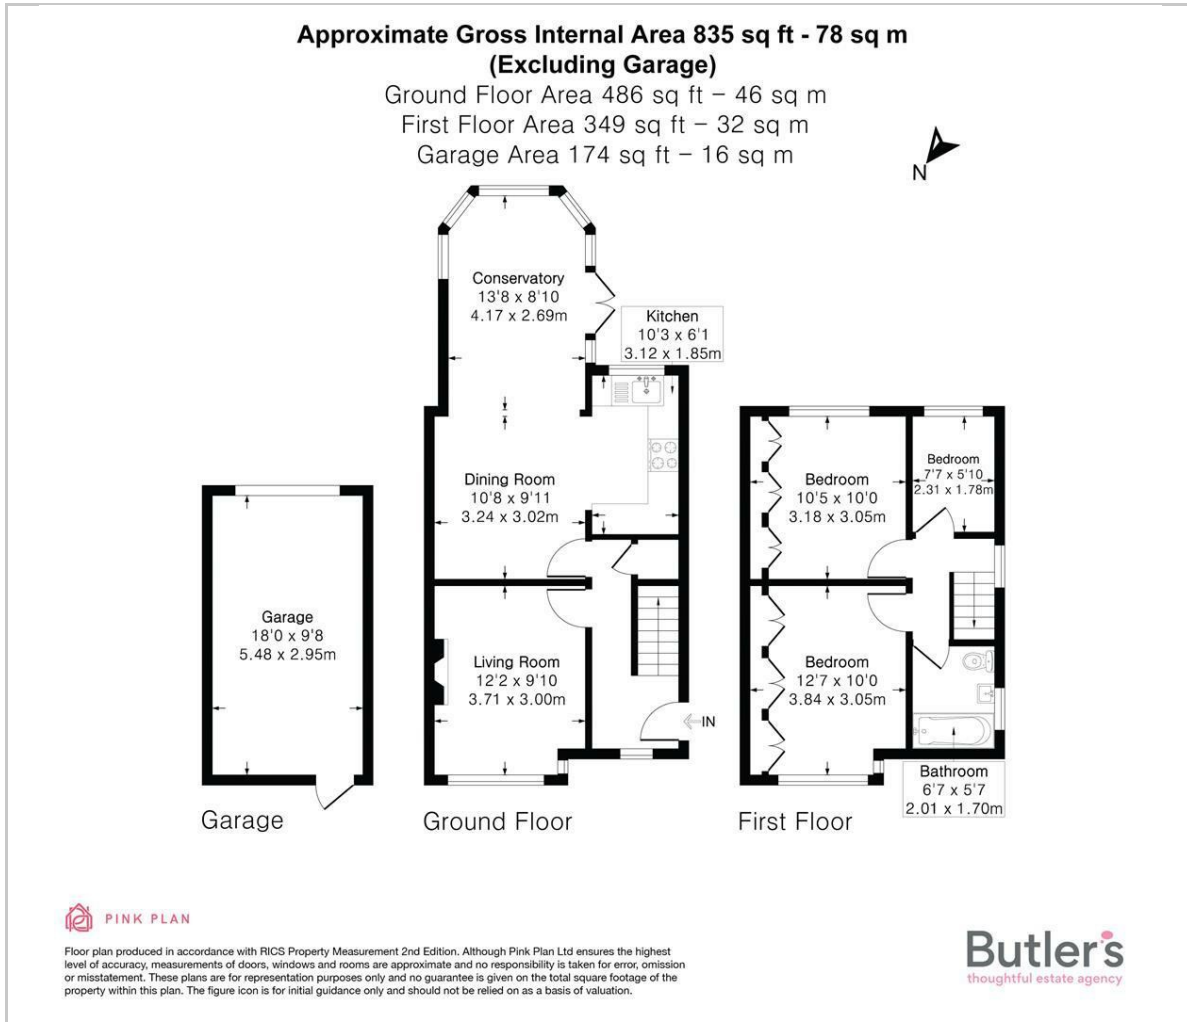 Approximate Gross Internal Area 835 sq ft - 78 sq m
(Excluding Garage)
Ground Floor Area 486 sq ft – 46 sq m
First Floor Area 349 sq ft – 32 sq m
Garage Area 174 sq ft – 16 sq m
N
Conservatory
13'8 x 8'10
4.17 x 2.69m
Kitchen
10'3 x 6'1
3.12 x 1.85m
Dining Room
10'8 x 9'11
3.24 x 3.02m
Living Room
12'2 x 9'10
3.71 x 3.00m
IN
Garage
18'0 x 9'8
5.48 x 2.95m
Bedroom
10'5 x 10'0
3.18 x 3.05m
Bedroom
7'7 x 5'10
2.31 x 1.78m
Bedroom
12'7 x 10'0
3.84 x 3.05m
Bathroom
6'7 x 5'7
2.01 x 1.70m
Garage
Ground Floor
First Floor
PINK PLAN
Floor plan produced in accordance with RICS Property Measurement 2nd Edition. Although Pink Plan Ltd ensures the highest
level of accuracy, measurements of doors, windows and rooms are approximate and no responsibility is taken for error, omission
or misstatement. These plans are for representation purposes only and no guarantee is given on the total square footage of the
property within this plan. The figure icon is for initial guidance only and should not be relied on as a basis of valuation.
Butler's
thoughtful estate agency